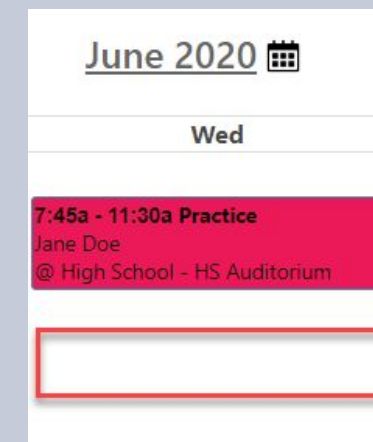 June 2020
Wed
7:45a - 11:30a Practice
Jane Doe
@ High School - HS Auditorium